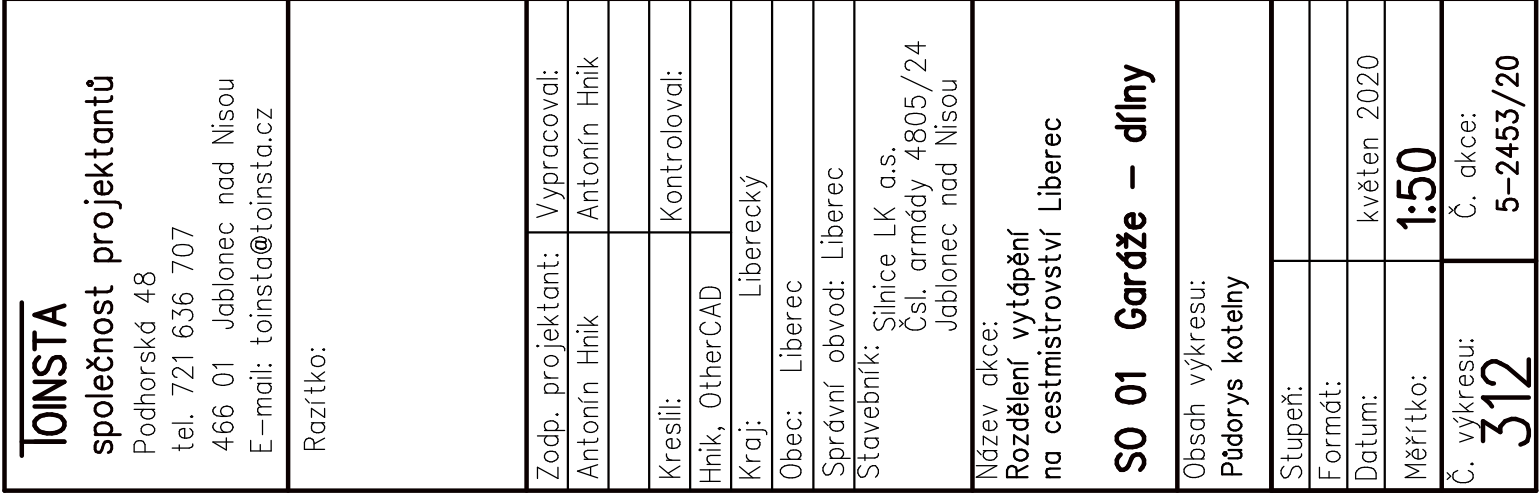 TOINSTA
společnost projektantů
Podhorská 48
tel. 721 636 707
466 01 Jablonec nad Nisou
E-mail: toinsta@toinsta.cz
Razítko:
Zodp. projektant: Vypracoval:
Antonín Hnik Antonín Hnik
Kreslil: Kontroloval:
Hnik, OtherCAD
Kraj: Liberecký
Obec: Liberec
Správní obvod: Liberec
Stavebník:
Silnice LK a.s.
Čsl. armády 4805/24
Jablonec nad Nisou
Název akce:
Rozdělení vytápění
na cestmistrovství Liberec
SO 01 Garáže – dílny
Obsah výkresu:
Půdorys kotelny
Stupeň:
Formát:
Datum: květen 2020
Měřítko: 1:50
Č. výkresu: Č. akce:
312 5-2453/20